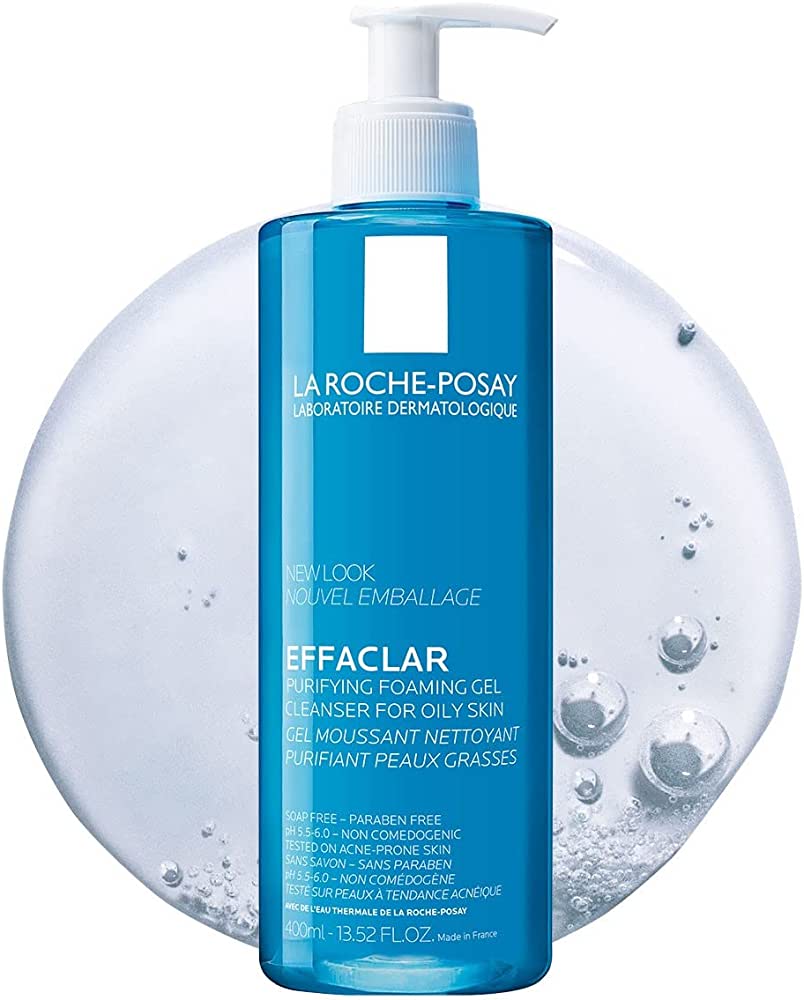 LA ROCHE-POSAY
LABORATOIRE DERMATOLOGIQUE
NEW LOOK
NOUVEL EMBALLAGE
EFFACLAR
PURIFYING FOAMING GEL
CLEANSER FOR OILY SKIN
GEL MOUSSANT NETTOYANT
PURIFIANT PEAUX GRASSES
SOAP FREE – PARABEN FREE
pH 5.5-6.0 – NON COMEDOGENIC
TESTED ON ACNE-PRONE SKIN
SANS SAVON – SANS PARABEN
pH 5.5-6.0 – NON COMÉDOGÈNE
TESTÉ SUR PEAUX À TENDANCE ACNÉIQUE
AVEC DE L'EAU THERMALE DE LA ROCHE-POSAY
400ml - 13.52 FL.OZ. Made in France